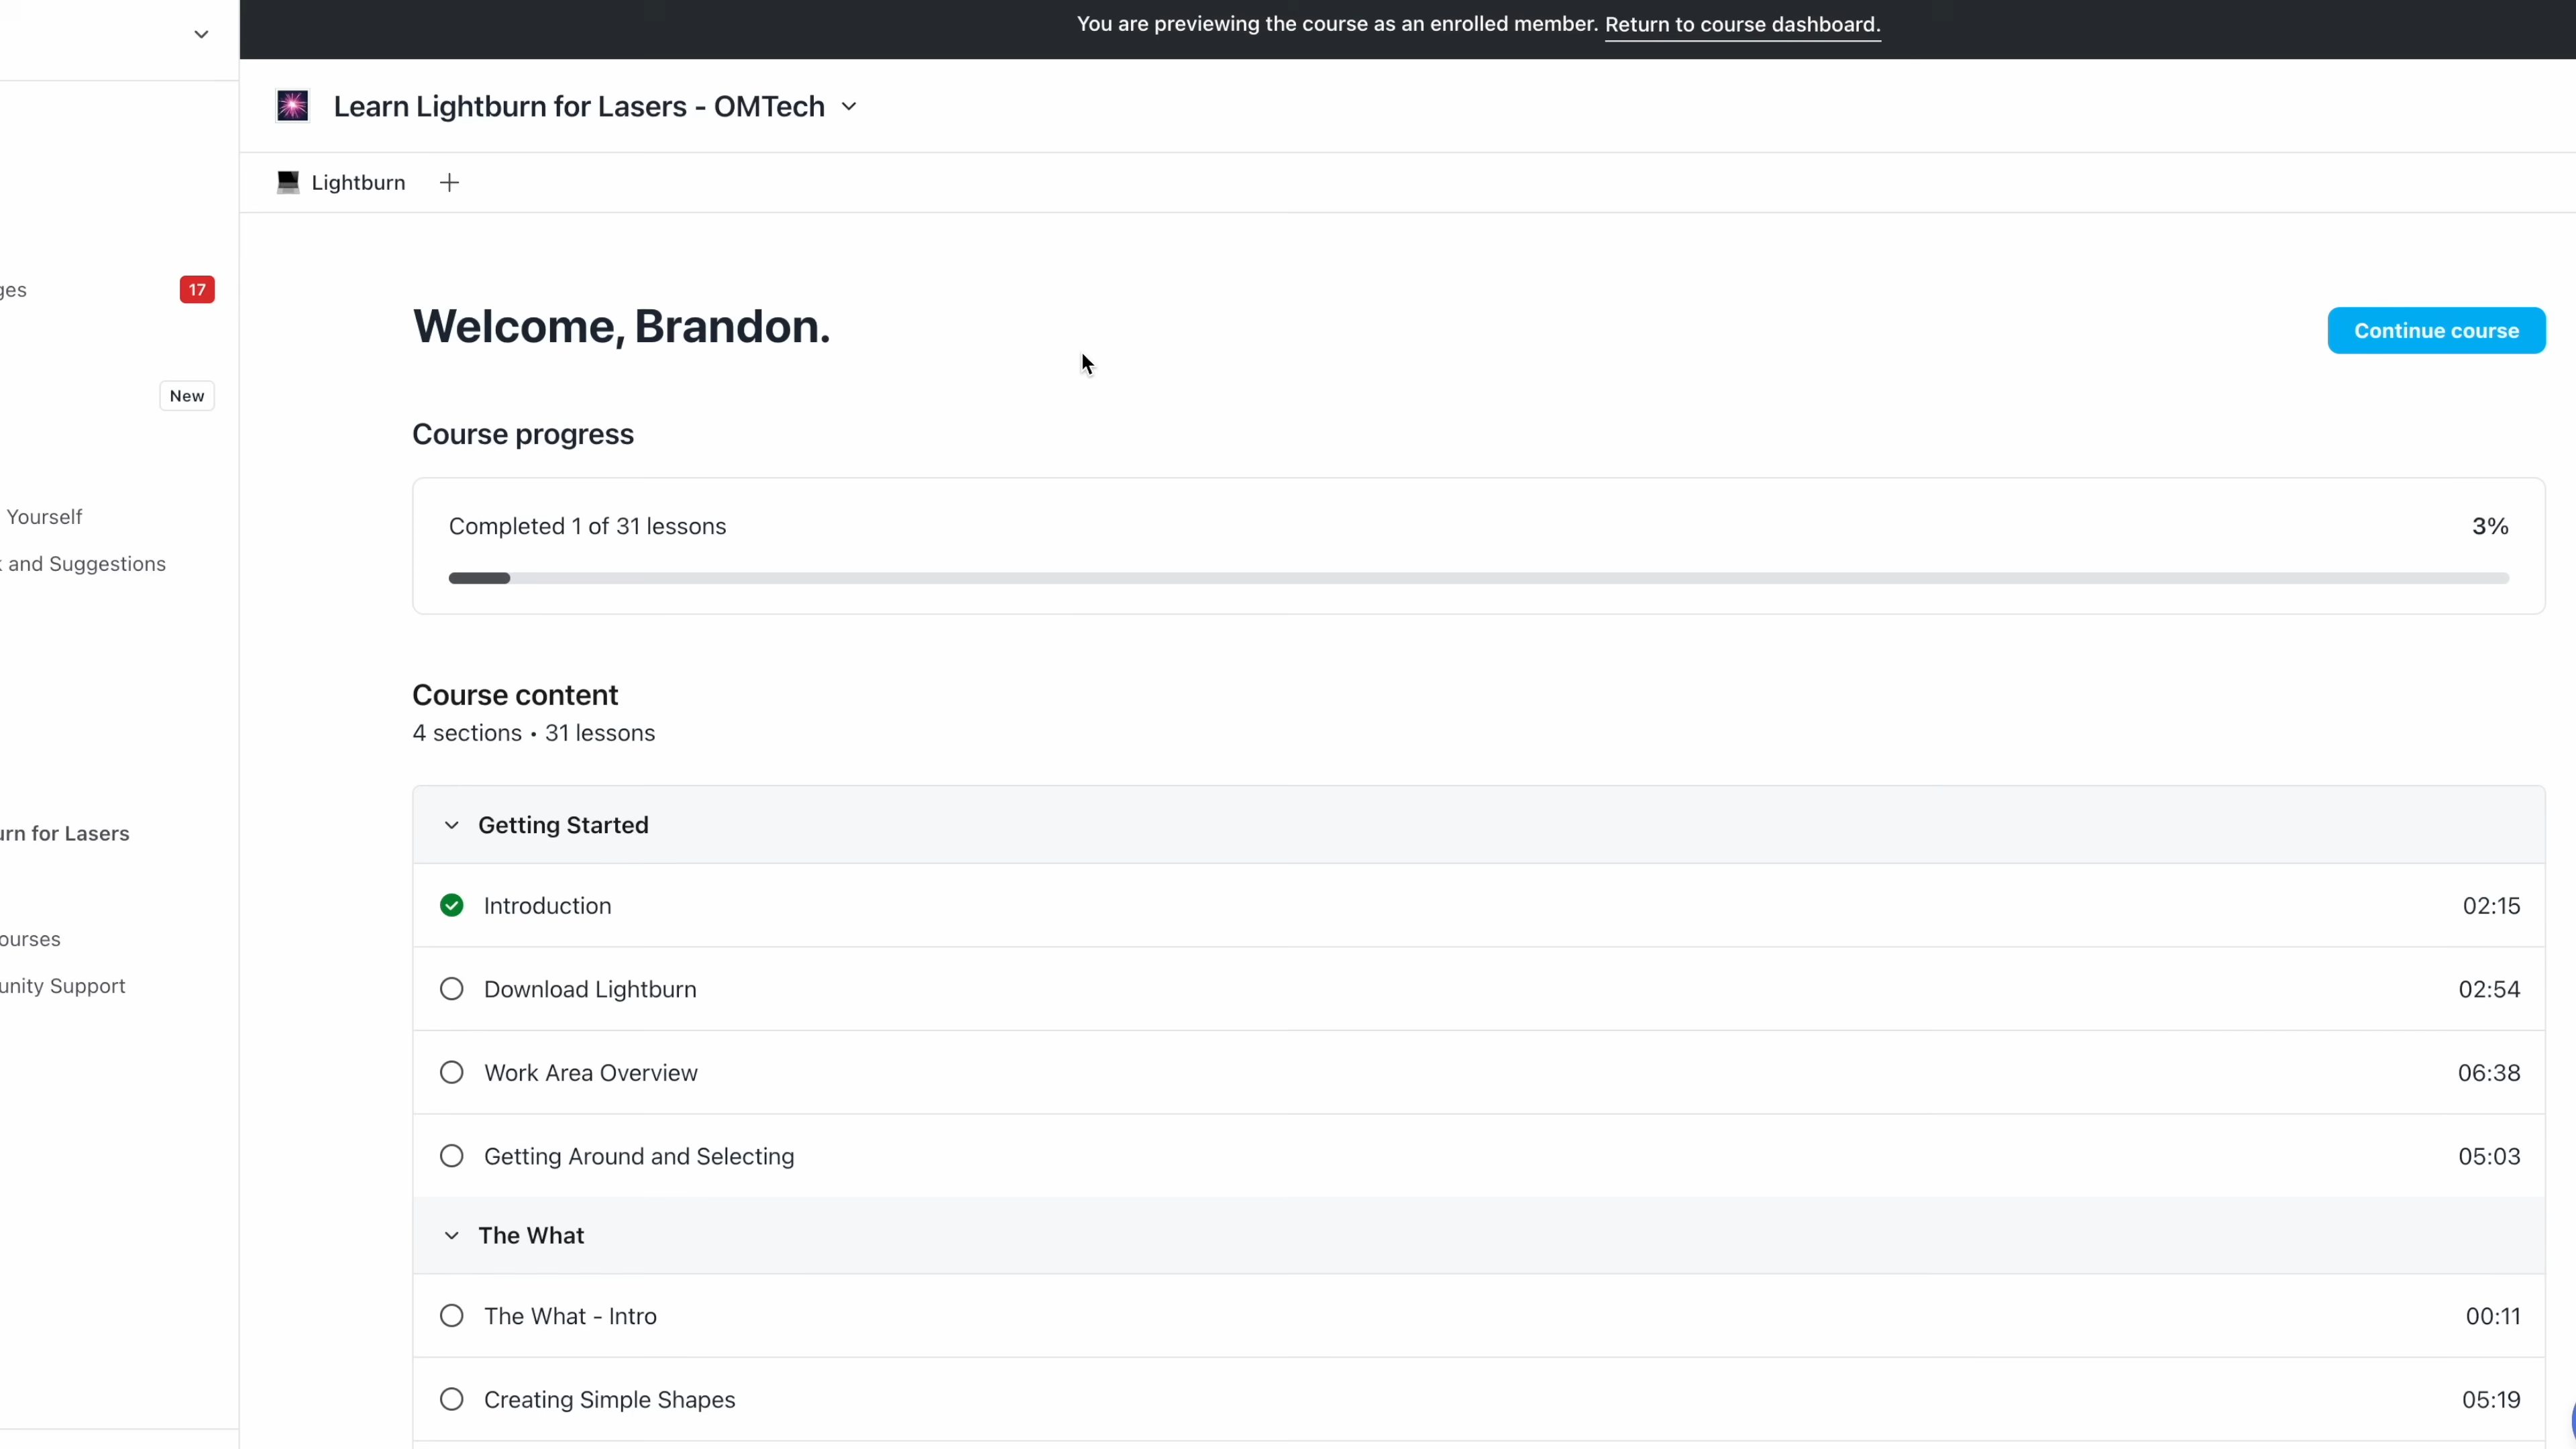 You are previewing the course as an enrolled member. Return to course dashboard.
Learn Lightburn for Lasers - OMTech
Lightburn
17
New
Yourself
and Suggestions
for Lasers
Support
Welcome, Brandon.
Continue course
Course progress
Completed 1 of 31 lessons
3%
Course content
4 sections • 31 lessons
Getting Started
Introduction
02:15
Download Lightburn
02:54
Work Area Overview
06:38
Getting Around and Selecting
05:03
The What
The What - Intro
00:11
Creating Simple Shapes
05:19